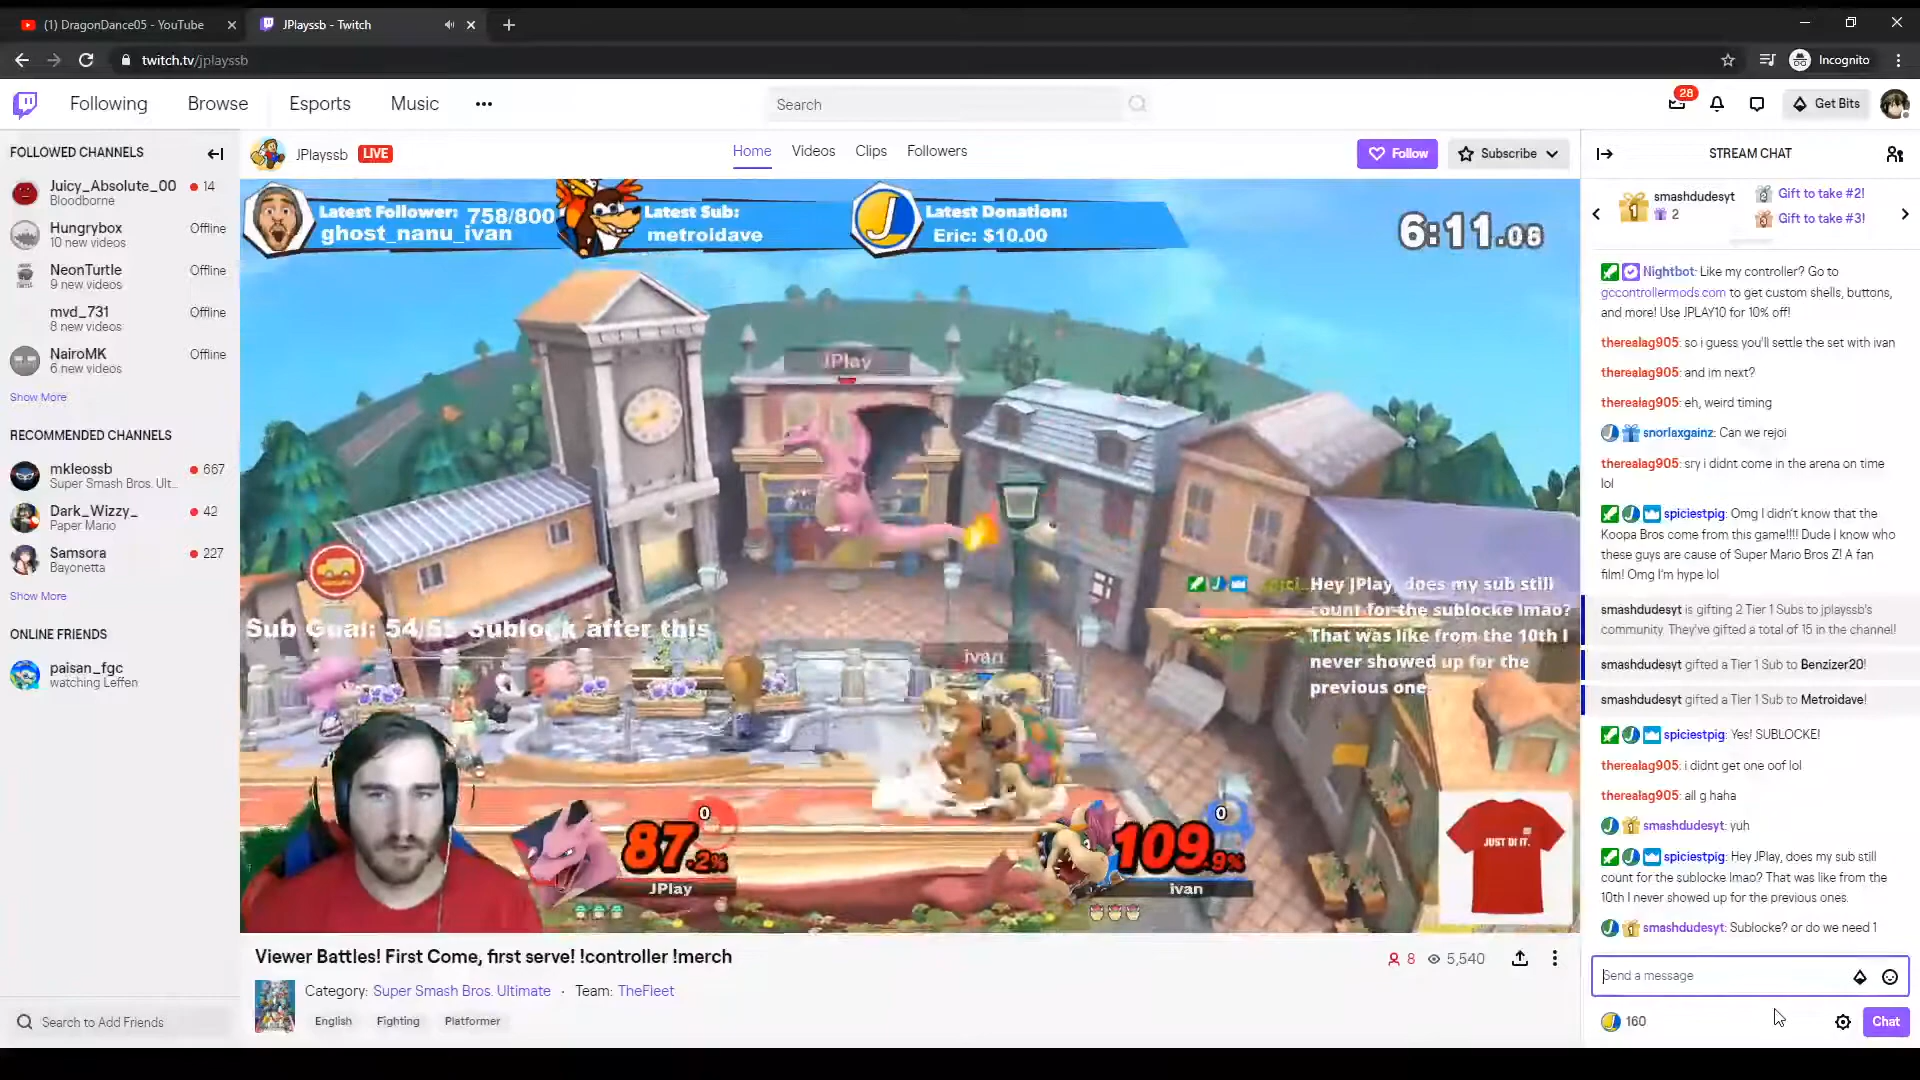 (1) DragonDance05 - YouTube
JPlayssb - Twitch
twitch.tv/jplayssb
Incognito
Following
Browse
Esports
Music
Search
28
Get Bits
FOLLOWED CHANNELS
Juicy_Absolute_00
14
Bloodborne
Hungrybox
Offline
10 new videos
NeonTurtle
Offline
9 new videos
mvd_731
Offline
8 new videos
NairoMK
Offline
6 new videos
Show More
RECOMMENDED CHANNELS
mkleossb
667
Super Smash Bros. Ult...
Dark_Wizzy_
42
Paper Mario
Samsora
227
Bayonetta
Show More
ONLINE FRIENDS
paisan_fgc
watching Leffen
Search to Add Friends
JPlayssb
LIVE
Home
Videos
Clips
Followers
Follow
Subscribe
Latest Follower: 758/800
ghost_nanu_ivan
Latest Sub:
metroidave
Latest Donation:
Eric: $10.00
6:11.08
JPlay
Hey JPlay, does my sub still
count for the sublocke lmao?
That was like from the 10th I
never showed up for the
previous one
ivan
0
87.2%
JPlay
0
109.9%
ivan
JUST DI IT.
Viewer Battles! First Come, first serve! !controller !merch
8
5,540
Category: Super Smash Bros. Ultimate · Team: TheFleet
English
Fighting
Platformer
STREAM CHAT
1
smashdudesyt
2
2
Gift to take #2!
3
Gift to take #3!
Nightbot: Like my controller? Go to
gccontrollermods.com to get custom shells, buttons,
and more! Use JPLAY10 for 10% off!
therealag905: so i guess you'll settle the set with ivan
therealag905: and im next?
therealag905: eh, weird timing
snorlaxgainz: Can we rejoi
therealag905: sry i didnt come in the arena on time
lol
spiciestpig: Omg I didn't know that the
Koopa Bros come from this game!!!! Dude I know who
these guys are cause of Super Mario Bros Z! A fan
film! Omg I'm hype lol
smashdudesyt is gifting 2 Tier 1 Subs to jplayssb's
community. They've gifted a total of 15 in the channel!
smashdudesyt gifted a Tier 1 Sub to Benzizer20!
smashdudesyt gifted a Tier 1 Sub to Metroidave!
spiciestpig: Yes! SUBLOCKE!
therealag905: i didnt get one oof lol
therealag905: all g haha
smashdudesyt: yuh
spiciestpig: Hey JPlay, does my sub still
count for the sublocke lmao? That was like from the
10th I never showed up for the previous ones.
smashdudesyt: Sublocke? or do we need 1
Send a message
160
Chat